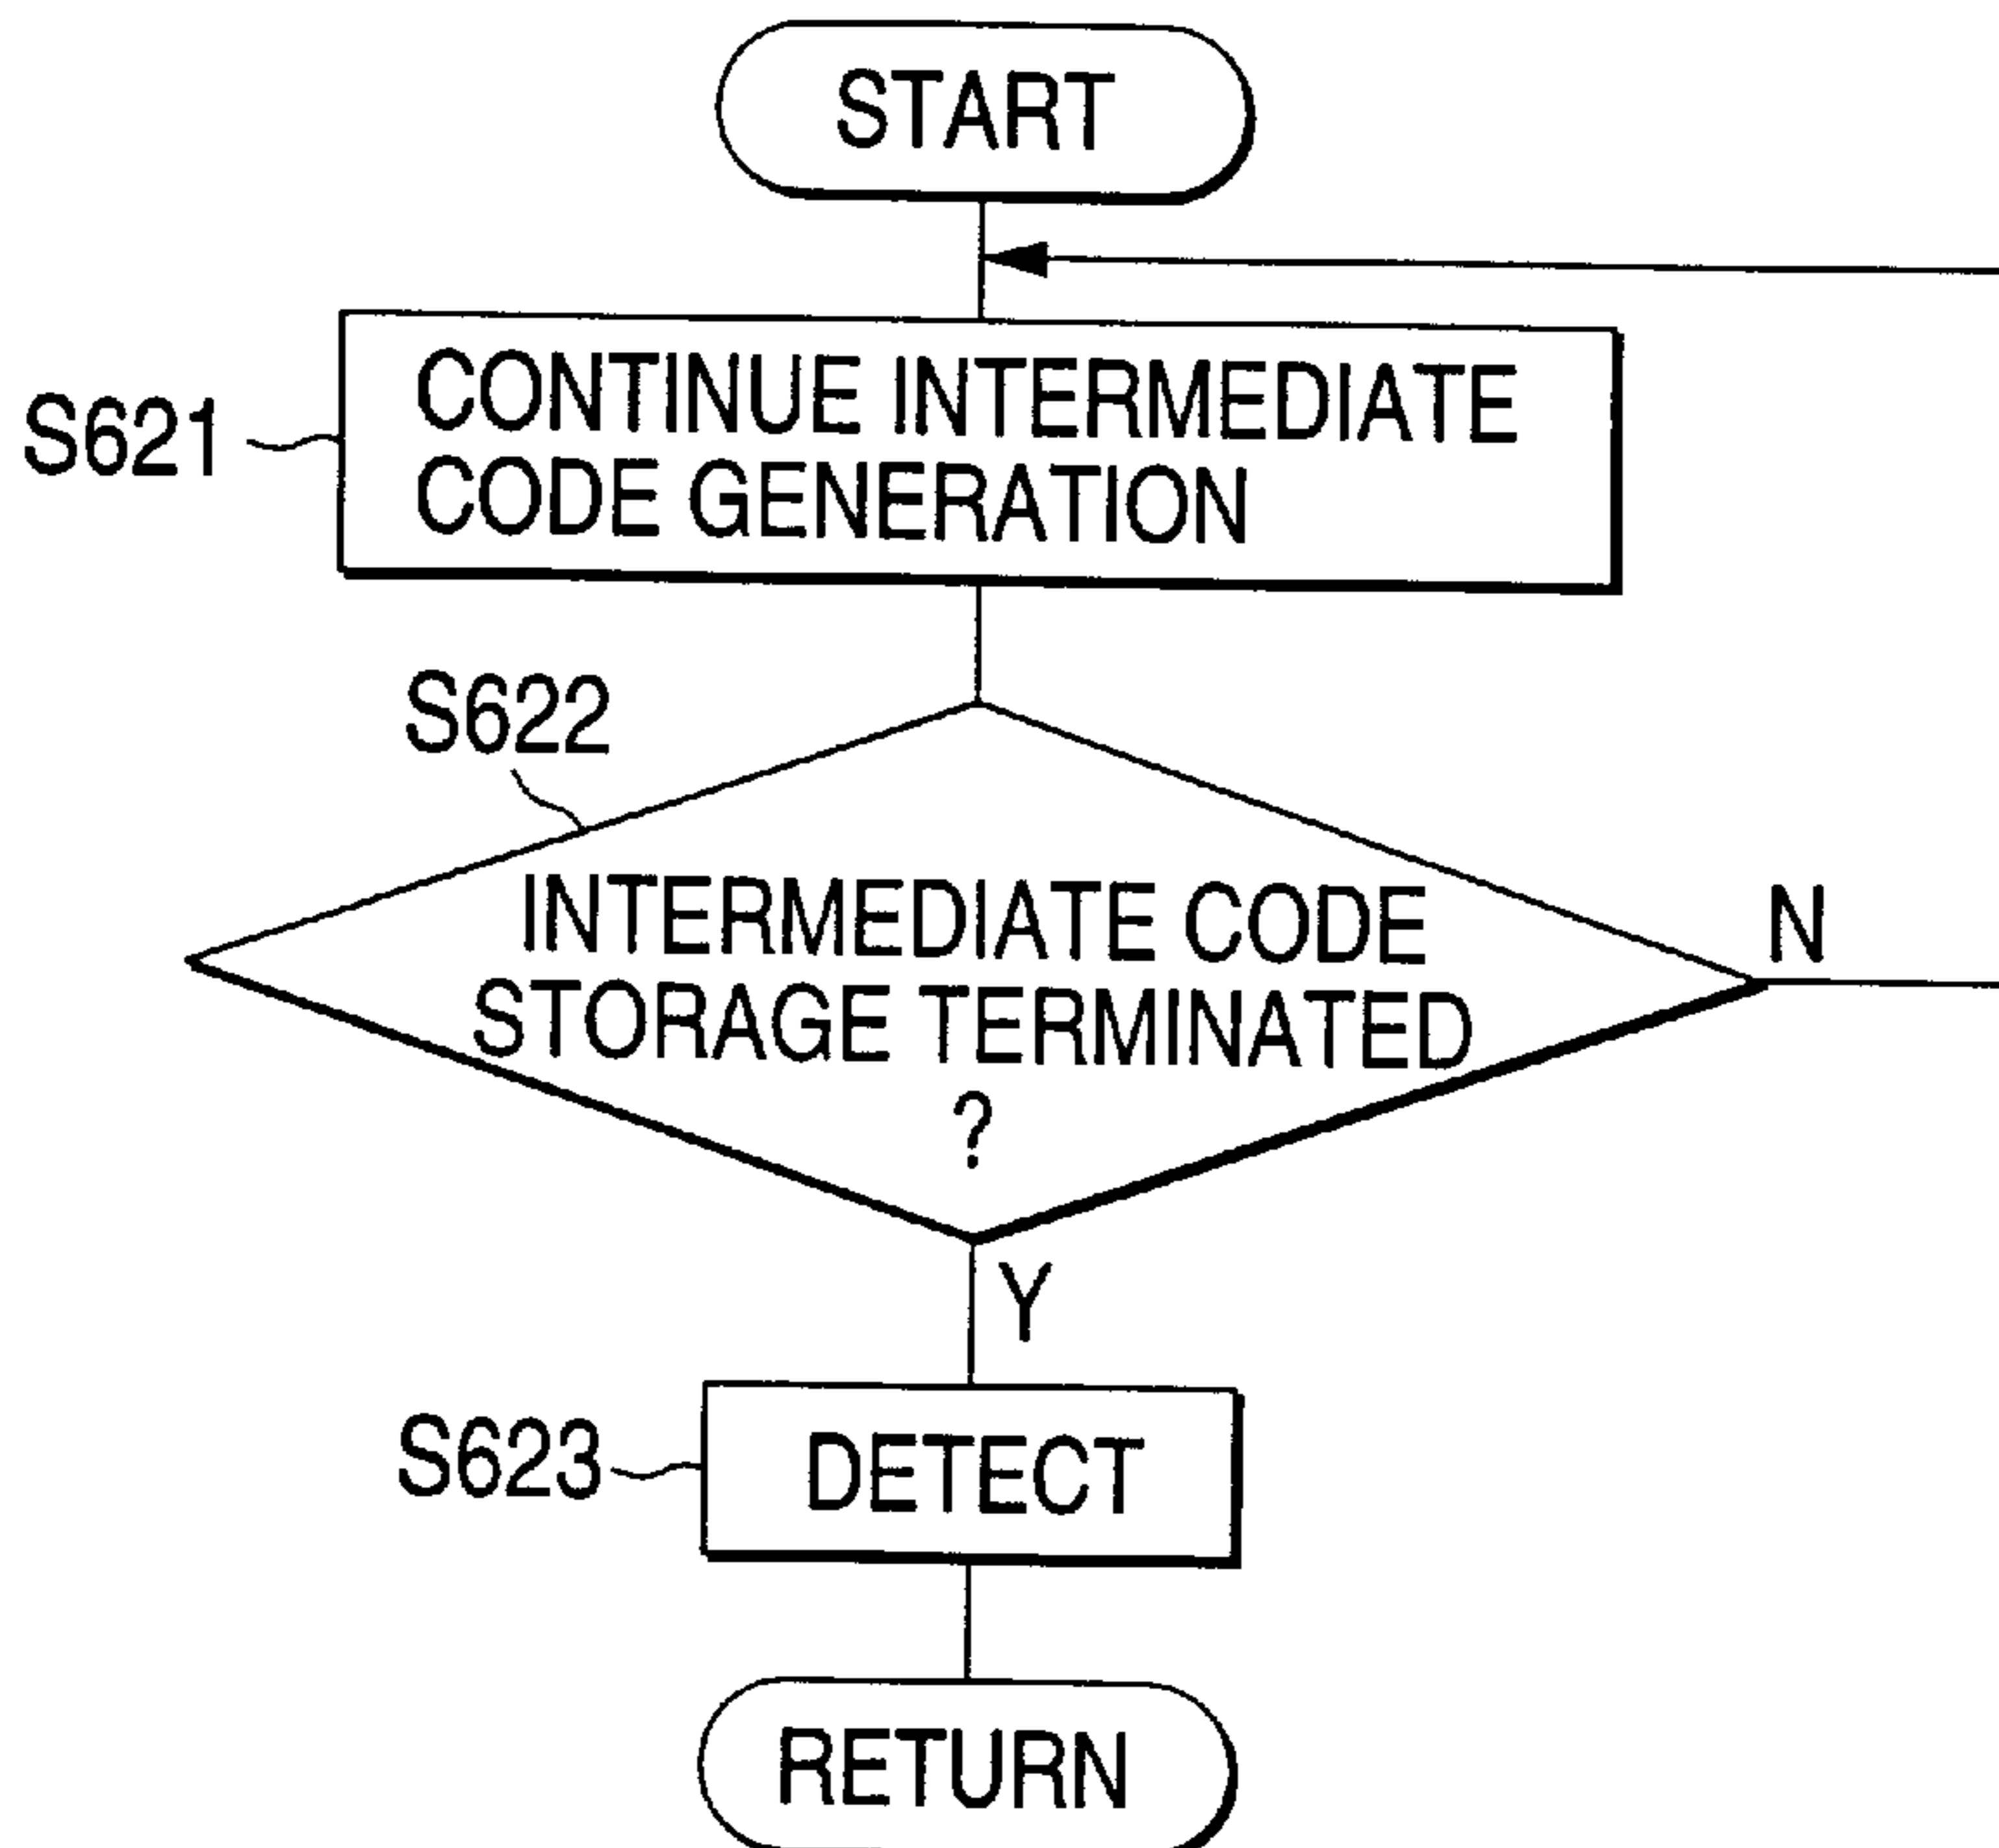 START
S621
CONTINUE INTERMEDIATE
CODE GENERATION
S622
INTERMEDIATE CODE
STORAGE TERMINATED
?
N
Y
S623
DETECT
RETURN